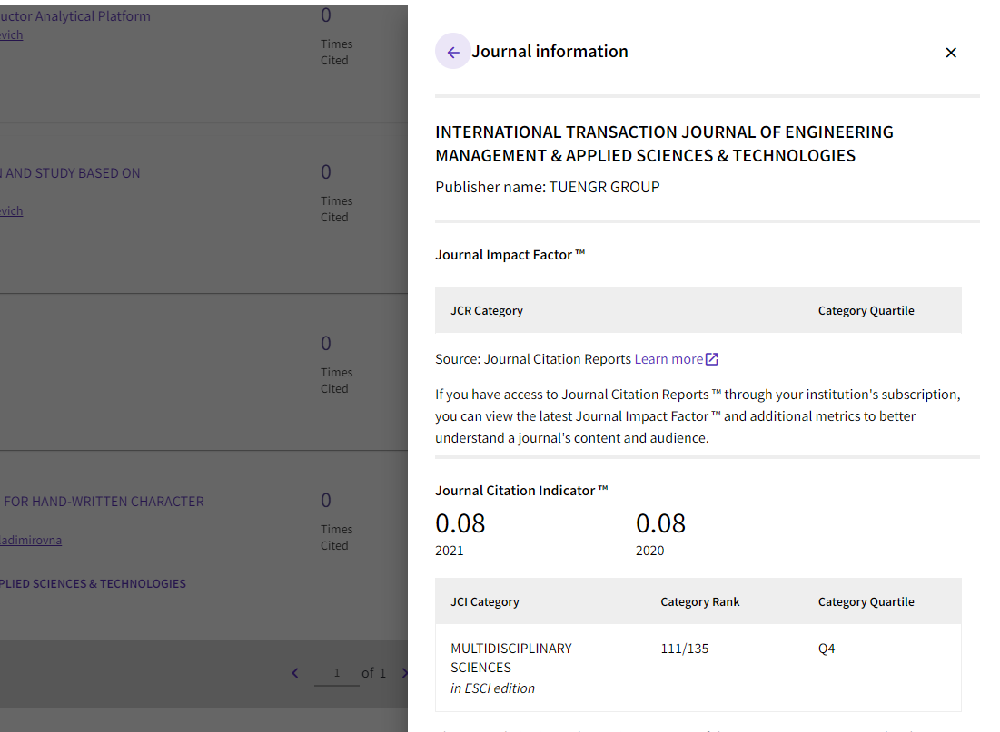 uctor Analytical Platform
evich
0
Times
Cited
N AND STUDY BASED ON
evich
0
Times
Cited
0
Times
Cited
FOR HAND-WRITTEN CHARACTER
ladimirovna
0
Times
Cited
PLIED SCIENCES & TECHNOLOGIES
1 of 1
Journal information
INTERNATIONAL TRANSACTION JOURNAL OF ENGINEERING
MANAGEMENT & APPLIED SCIENCES & TECHNOLOGIES
Publisher name: TUENGR GROUP
Journal Impact Factor ™
JCR Category Category Quartile
Source: Journal Citation Reports Learn more
If you have access to Journal Citation Reports ™ through your institution's subscription,
you can view the latest Journal Impact Factor ™ and additional metrics to better
understand a journal's content and audience.
Journal Citation Indicator ™
0.08 0.08
2021 2020
JCI Category Category Rank Category Quartile
MULTIDISCIPLINARY 111/135 Q4
SCIENCES
in ESCI edition